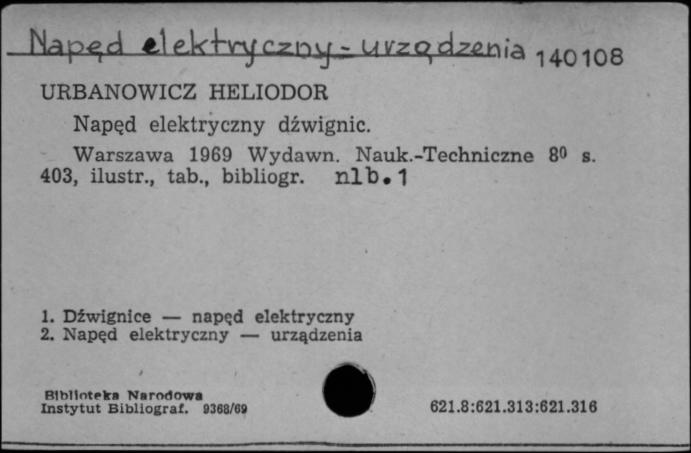 Napęd elektryczny - urządzenia 140108
URBANOWICZ HELIODOR
Napęd elektryczny dźwignic.
Warszawa 1969 Wydawn. Nauk.-Techniczne 8⁰ s.
403, ilustr., tab., bibliogr. nlb.1
1. Dźwignice — napęd elektryczny
2. Napęd elektryczny — urządzenia
Biblioteka Narodowa
Instytut Bibliograf. 9368/69
621.8:621.313:621.316